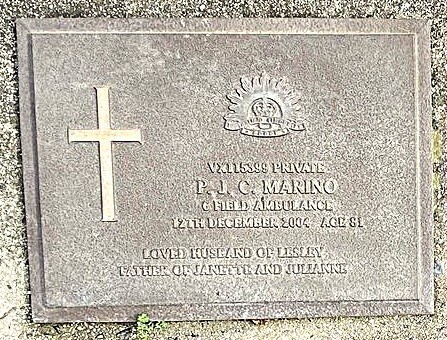 VX115399 PRIVATE
P. J. C. MARINO
6 FIELD AMBULANCE
12TH DECEMBER 2004 AGE 81
LOVED HUSBAND OF LESLEY
FATHER OF JANETTE AND JULIANNE